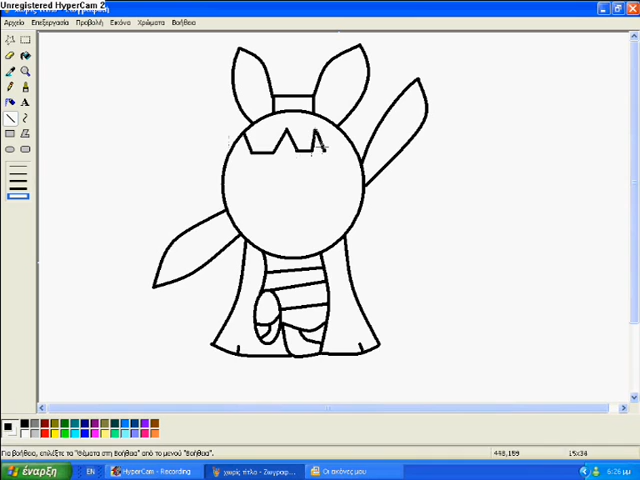 Unregistered HyperCam 2
Αρχείο Επεξεργασία Προβολή Εικόνα Χρώματα Βοήθεια
A
Για βοήθεια, επιλέξτε τα "Θέματα στη Βοήθεια" από το μενού "Βοήθεια".
448,189
15x38
έναρξη
EN
HyperCam - Recording
χωρίς τίτλο - Ζωγραφ...
Οι εικόνες μου
6:26 μμ